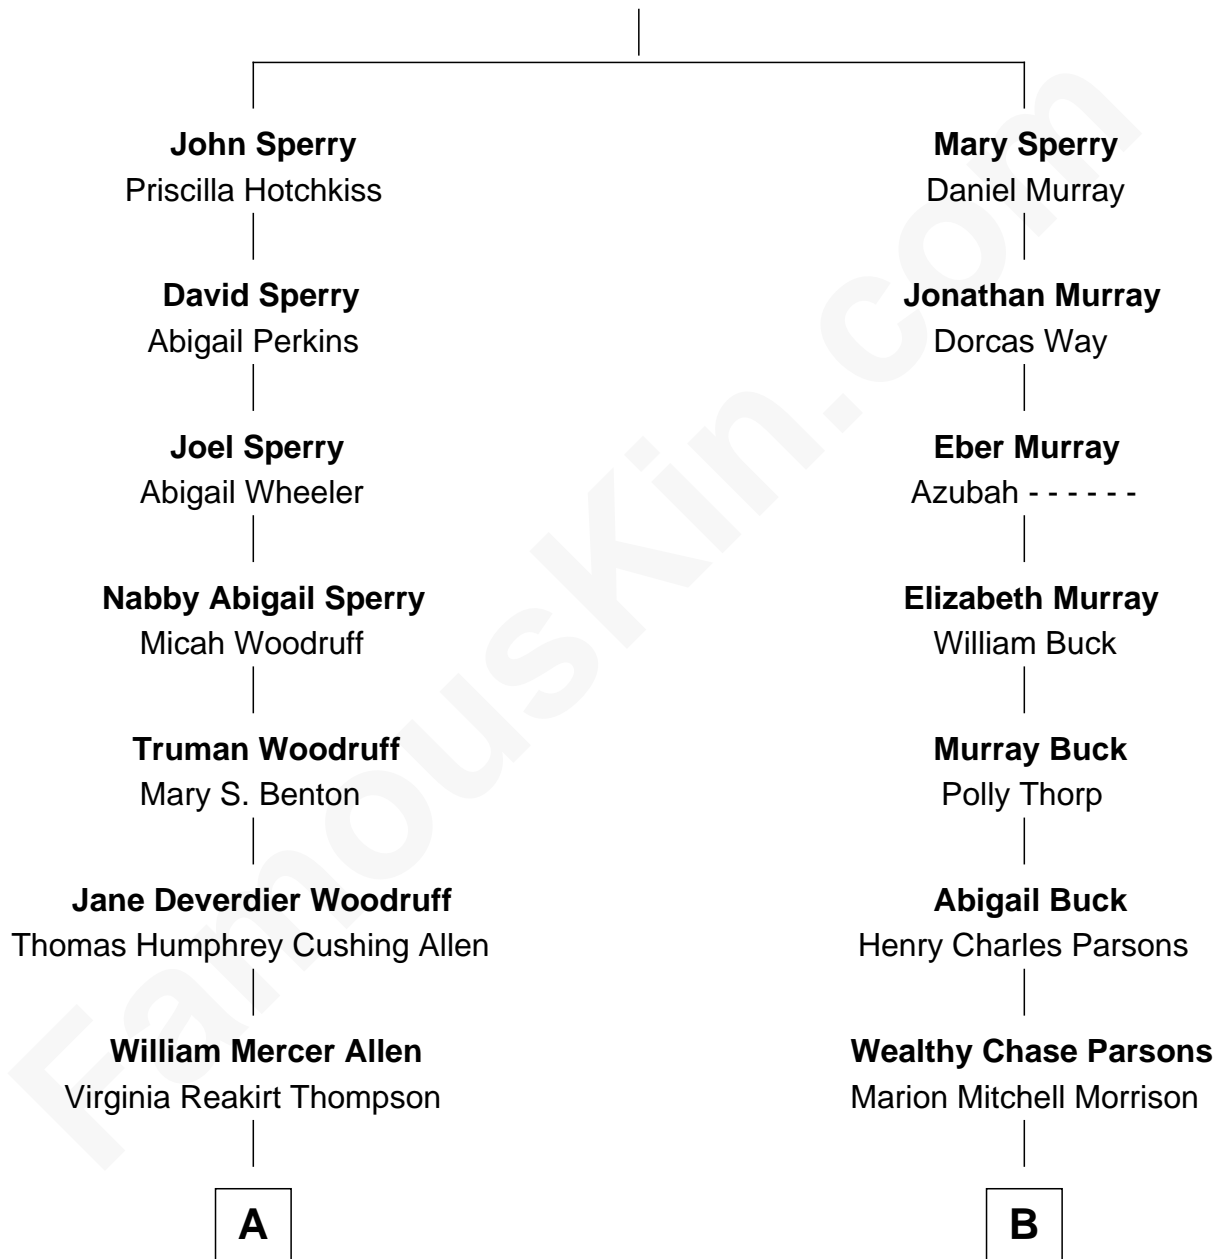 John Sperry
Priscilla Hotchkiss
David Sperry
Abigail Perkins
Joel Sperry
Abigail Wheeler
Nabby Abigail Sperry
Micah Woodruff
Truman Woodruff
Mary S. Benton
Jane Deverdier Woodruff
Thomas Humphrey Cushing Allen
William Mercer Allen
Virginia Reakirt Thompson
A
Mary Sperry
Daniel Murray
Jonathan Murray
Dorcas Way
Eber Murray
Azubah - - - - - -
Elizabeth Murray
William Buck
Murray Buck
Polly Thorp
Abigail Buck
Henry Charles Parsons
Wealthy Chase Parsons
Marion Mitchell Morrison
B
FamousKin.com